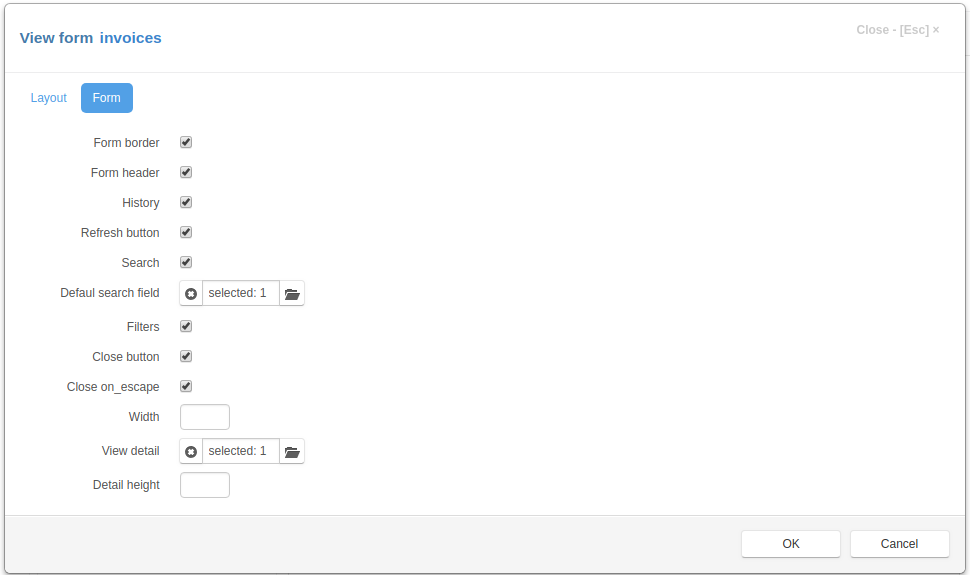 View form invoices
Close - [Esc] ×
Layout Form
Form border
Form header
History
Refresh button
Search
Defaul search field selected: 1
Filters
Close button
Close on_escape
Width
View detail selected: 1
Detail height
OK Cancel